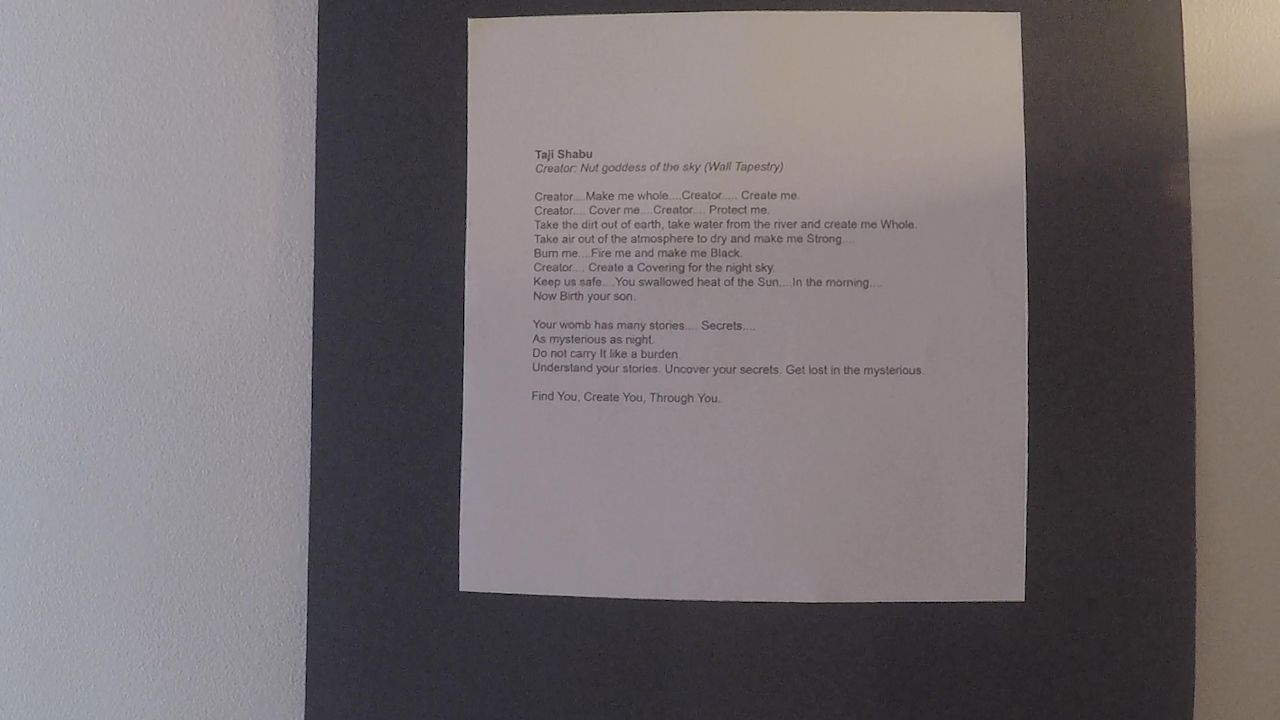 Taji Shabu
Creator: Nut goddess of the sky (Wall Tapestry)
Creator....Make me whole....Creator..... Create me.
Creator.... Cover me....Creator.... Protect me.
Take the dirt out of earth, take water from the river and create me Whole.
Take air out of the atmosphere to dry and make me Strong....
Burn me....Fire me and make me Black.
Creator.... Create a Covering for the night sky.
Keep us safe....You swallowed heat of the Sun....In the morning....
Now Birth your son.
Your womb has many stories.... Secrets....
As mysterious as night.
Do not carry It like a burden.
Understand your stories. Uncover your secrets. Get lost in the mysterious.
Find You, Create You, Through You.